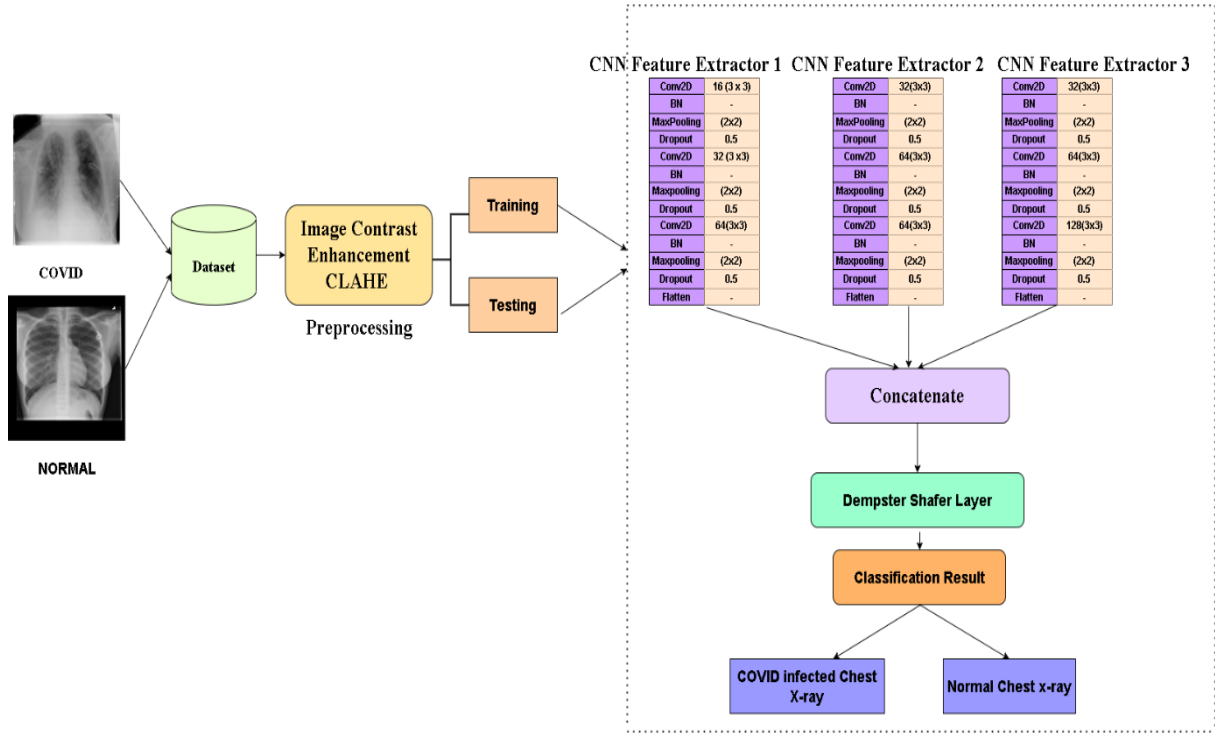 COVID
NORMAL
Dataset
Image Contrast
Enhancement
CLAHE
Preprocessing
Training
Testing
CNN Feature Extractor 1
Conv2D 16 (3 x 3)
BN -
MaxPooling (2x2)
Dropout 0.5
Conv2D 32 (3 x3)
BN -
Maxpooling (2x2)
Dropout 0.5
Conv2D 64(3x3)
BN -
Maxpooling (2x2)
Dropout 0.5
Flatten -
CNN Feature Extractor 2
Conv2D 32(3x3)
BN -
MaxPooling (2x2)
Dropout 0.5
Conv2D 64(3x3)
BN -
Maxpooling (2x2)
Dropout 0.5
Conv2D 64(3x3)
BN -
Maxpooling (2x2)
Dropout 0.5
Flatten -
CNN Feature Extractor 3
Conv2D 32(3x3)
BN -
MaxPooling (2x2)
Dropout 0.5
Conv2D 64(3x3)
BN -
Maxpooling (2x2)
Dropout 0.5
Conv2D 128(3x3)
BN -
Maxpooling (2x2)
Dropout 0.5
Flatten -
Concatenate
Dempster Shafer Layer
Classification Result
COVID infected Chest
X-ray
Normal Chest x-ray